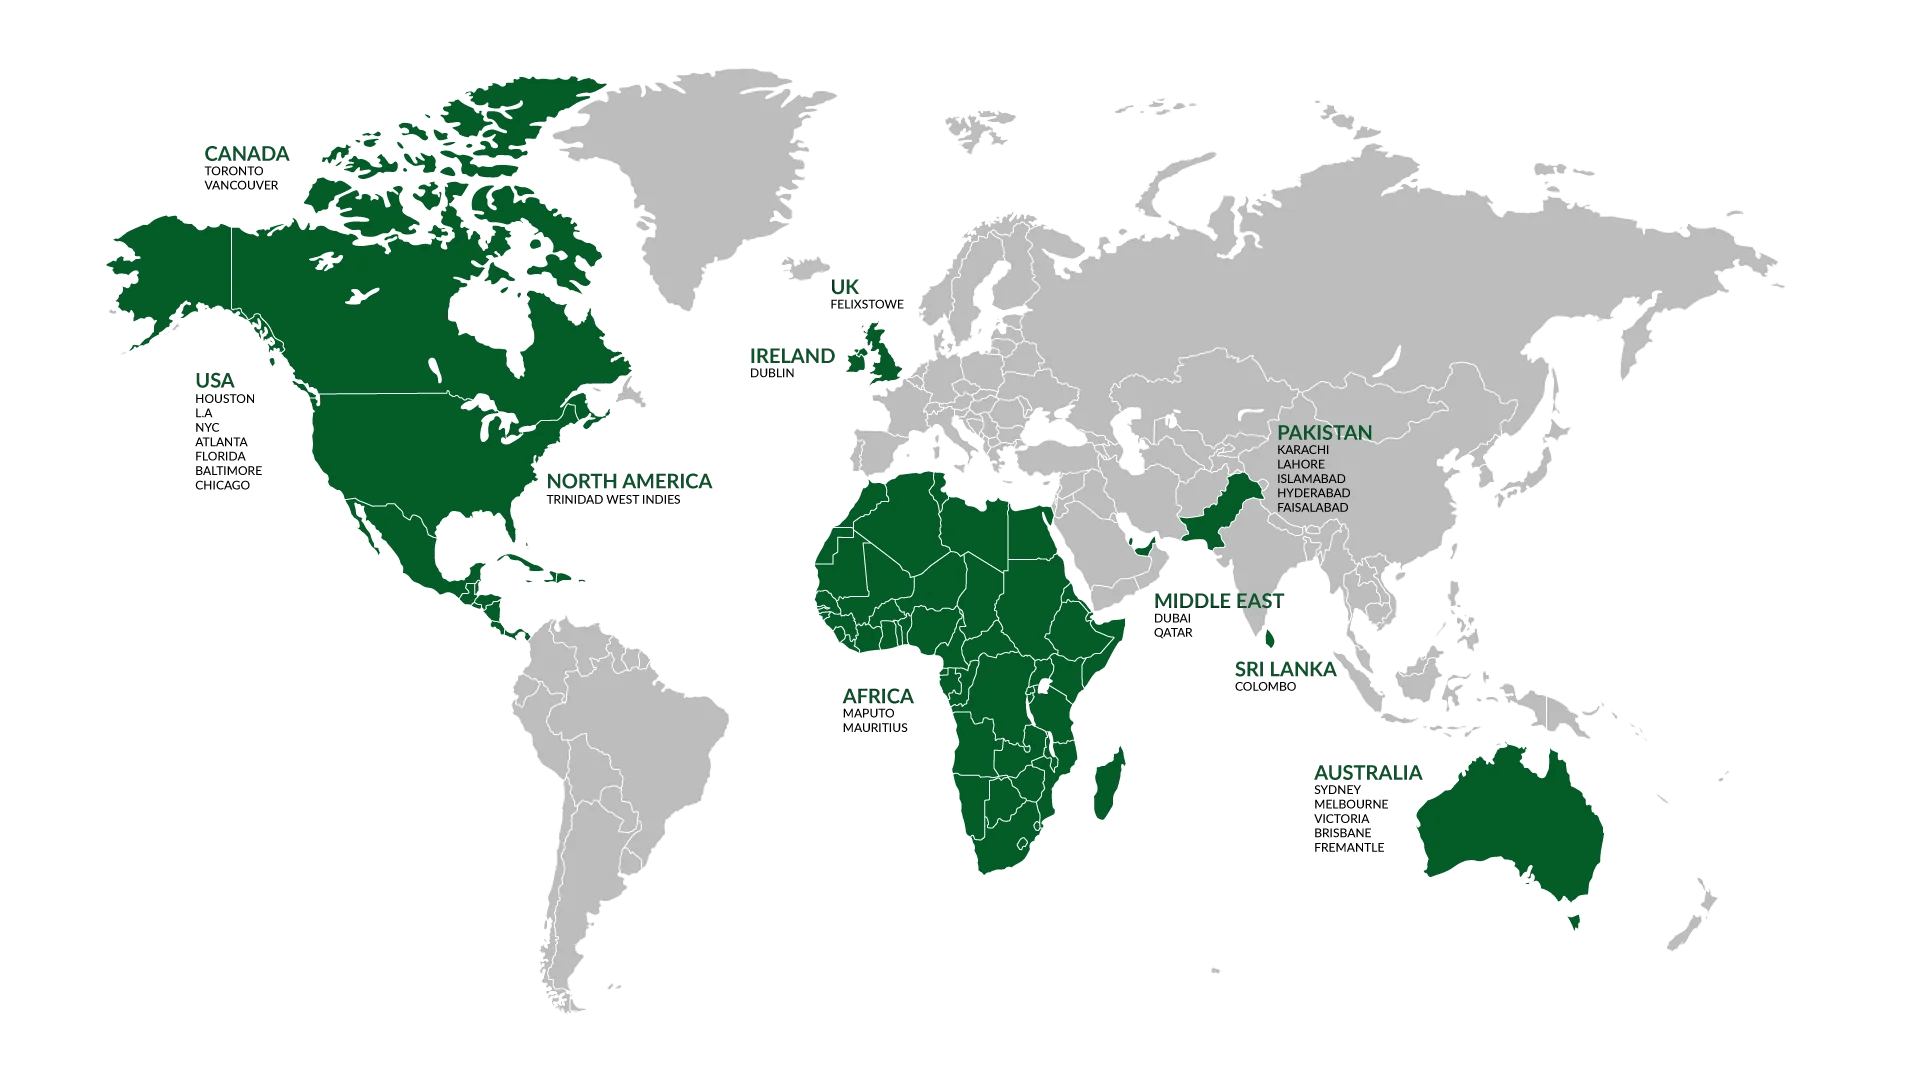 CANADA
TORONTO
VANCOUVER
UK
FELIXSTOWE
IRELAND
DUBLIN
USA
HOUSTON
L.A
NYC
ATLANTA
FLORIDA
BALTIMORE
CHICAGO
NORTH AMERICA
TRINIDAD WEST INDIES
PAKISTAN
KARACHI
LAHORE
ISLAMABAD
HYDERABAD
FAISALABAD
MIDDLE EAST
DUBAI
QATAR
SRI LANKA
COLOMBO
AFRICA
MAPUTO
MAURITIUS
AUSTRALIA
SYDNEY
MELBOURNE
VICTORIA
BRISBANE
FREMANTLE